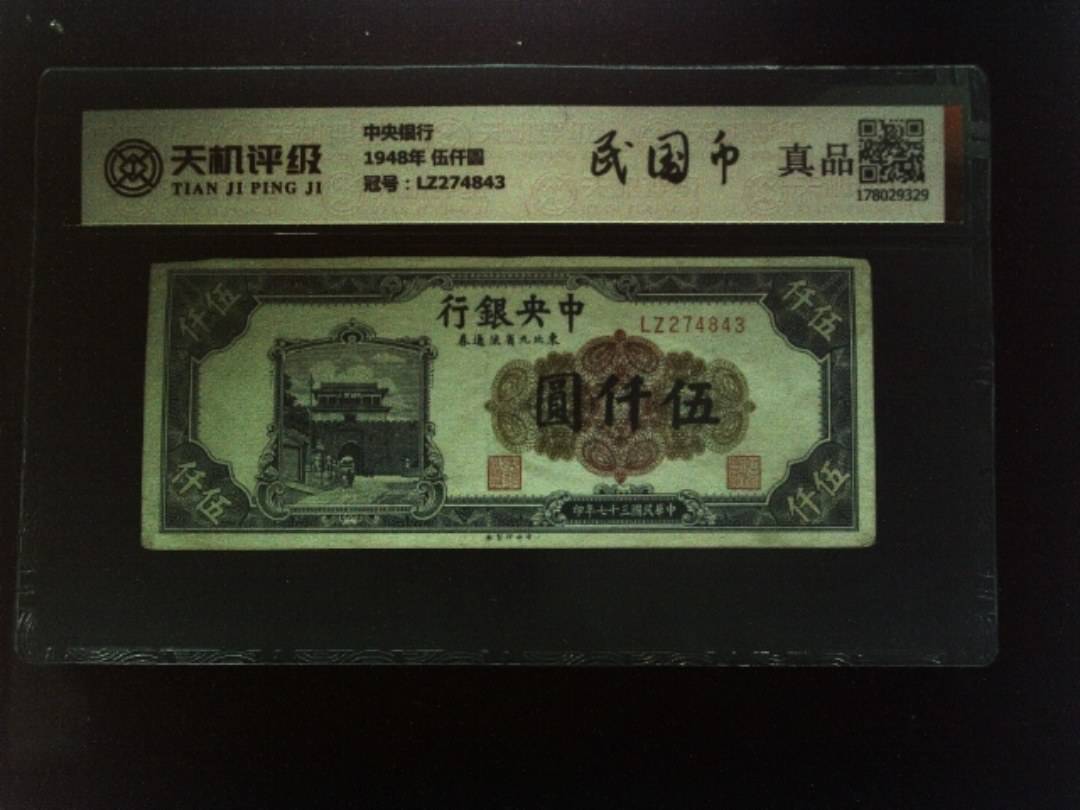 天机评级
TIAN JI PING JI
中央银行
1948年 伍仟圓
冠号：LZ274843
民国币
真品
178029329
仟伍
仟伍
行銀央中
LZ274843
券通流省九北東
圓仟伍
仟伍
仟伍
印年七十三國民華中